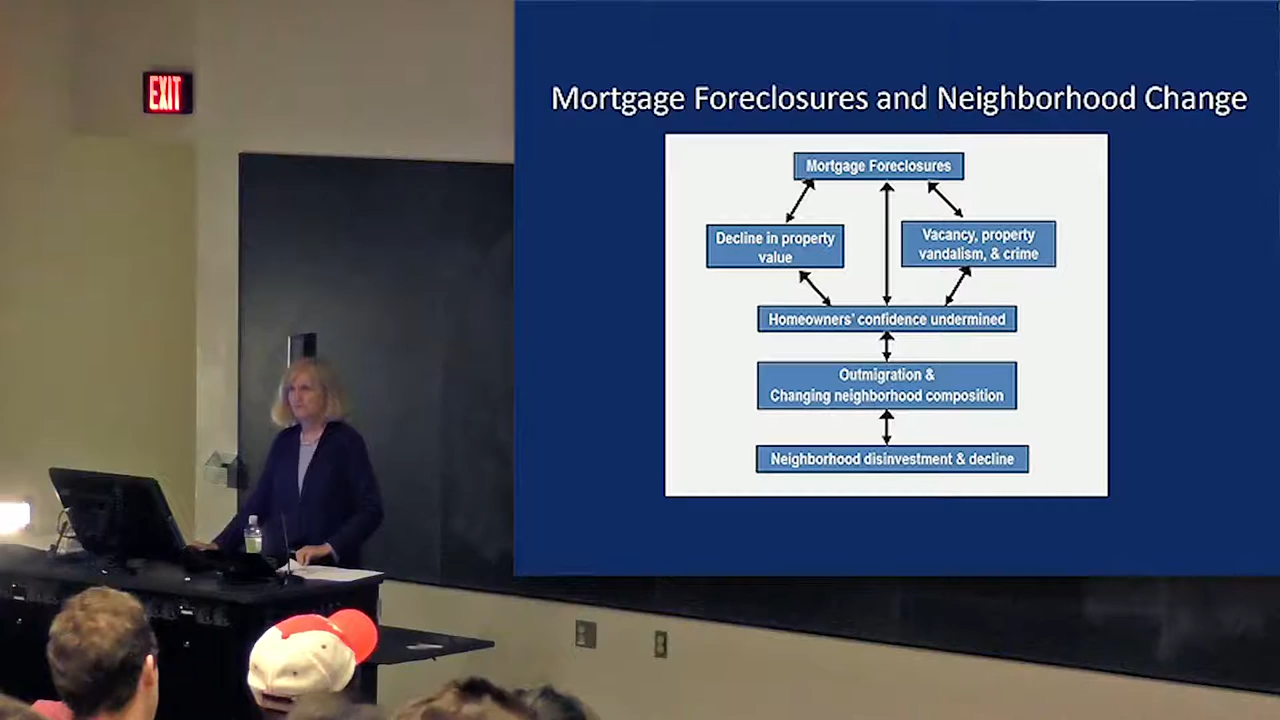 EXIT
Mortgage Foreclosures and Neighborhood Change
Mortgage Foreclosures
Decline in property
value
Vacancy, property
vandalism, & crime
Homeowners' confidence undermined
Outmigration &
Changing neighborhood composition
Neighborhood disinvestment & decline